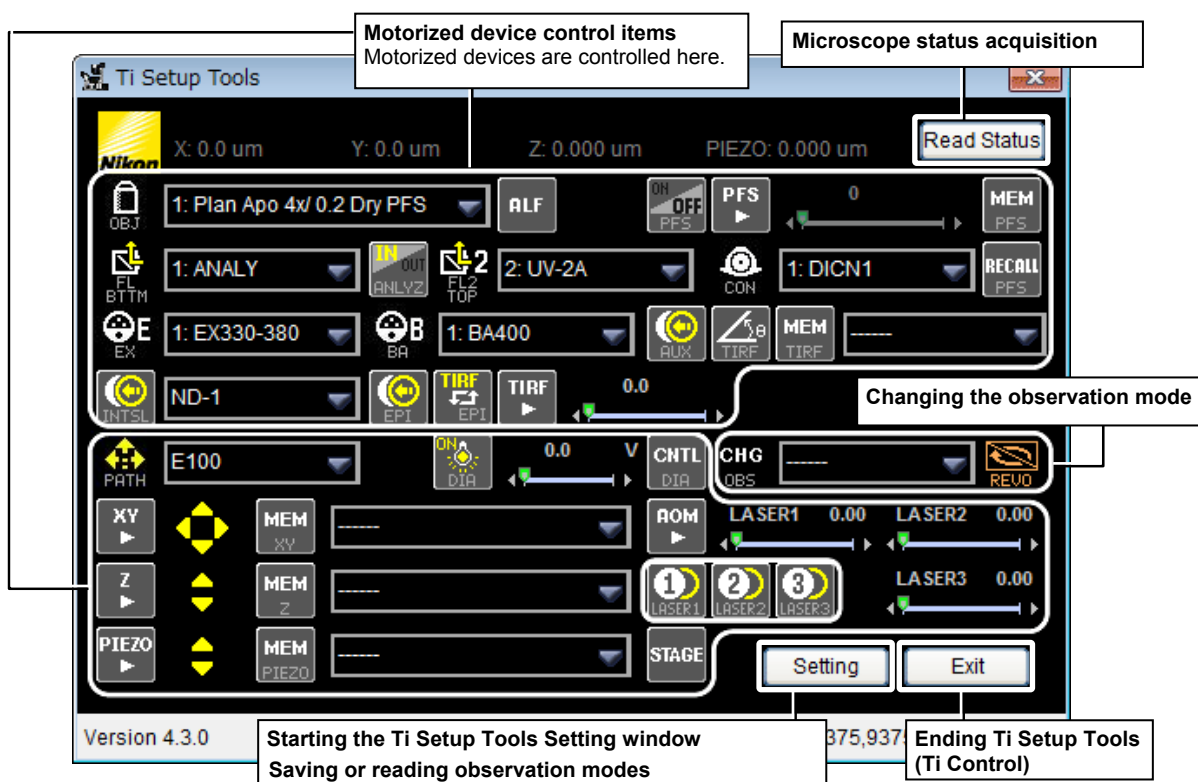 Motorized device control items
Motorized devices are controlled here.
Microscope status acquisition
Ti Setup Tools
Nikon
X: 0.0 um Y: 0.0 um Z: 0.000 um PIEZO: 0.000 um Read Status
OBJ 1: Plan Apo 4x/ 0.2 Dry PFS ALF ON OFF PFS PFS 0 MEM PFS
FL BTTM 1: ANALY IN OUT ANLYZ 2 FL2 TOP 2: UV-2A CON 1: DICN1 RECALL PFS
E EX 1: EX330-380 B BA 1: BA400 AUX θ TIRF MEM TIRF ------
INTSL ND-1 EPI TIRF EPI TIRF 0.0
Changing the observation mode
PATH E100 ON DIA 0.0 V CNTL DIA CHG OBS ------ REVO
XY MEM XY ------ AOM LASER1 0.00 LASER2 0.00
Z MEM Z ------ 1 LASER1 2 LASER2 3 LASER3 LASER3 0.00
PIEZO MEM PIEZO ------ STAGE Setting Exit
Version 4.3.0
Starting the Ti Setup Tools Setting window
Saving or reading observation modes
Ending Ti Setup Tools
(Ti Control)